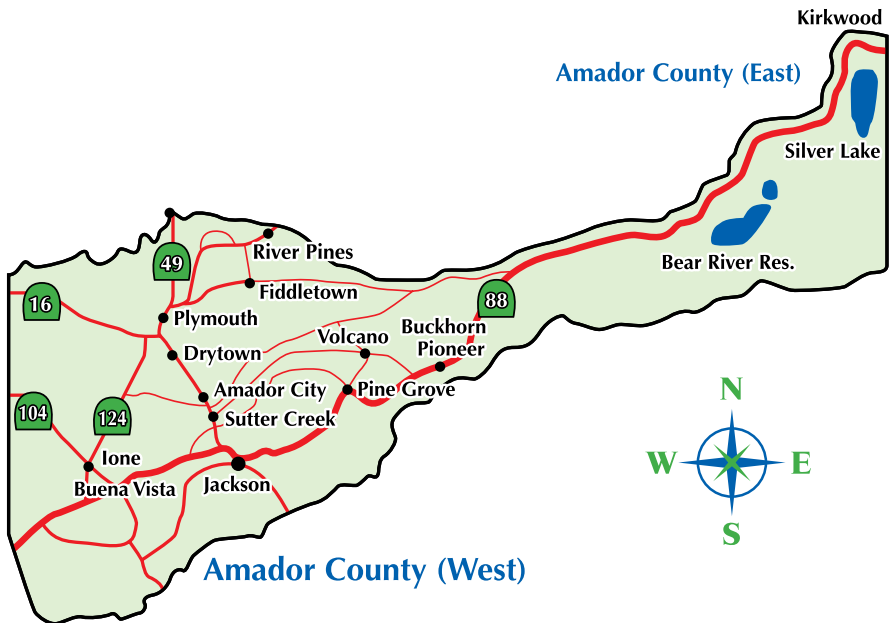 Kirkwood
Amador County (East)
Silver Lake
River Pines
49
Bear River Res.
Fiddletown
16
88
Plymouth
Buckhorn
Volcano
Pioneer
Drytown
Amador City
Pine Grove
N
104
124
Sutter Creek
Ione
W
E
Buena Vista
Jackson
S
Amador County (West)